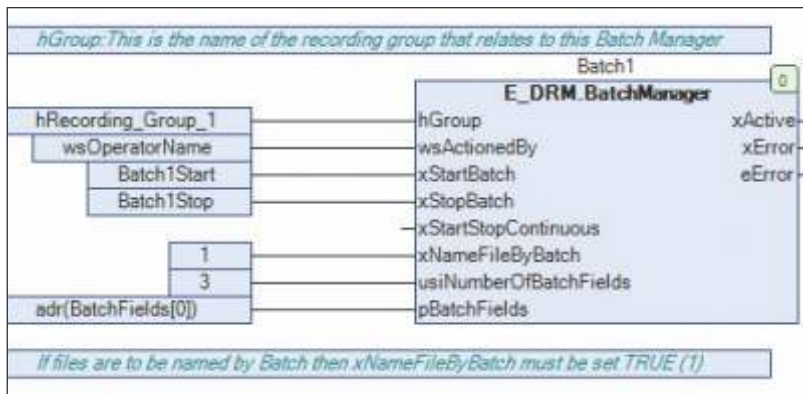 hGroup:This is the name of the recording group that relates to this Batch Manager
Batch1
0
E_DRM.BatchManager
hRecording_Group_1 hGroup xActive
wsOperatorName wsActionedBy xError
Batch1Start xStartBatch eError
Batch1Stop xStopBatch
xStartStopContinuous
1 xNameFileByBatch
3 usiNumberOfBatchFields
adr(BatchFields[0]) pBatchFields
If files are to be named by Batch then xNameFileByBatch must be set TRUE (1)